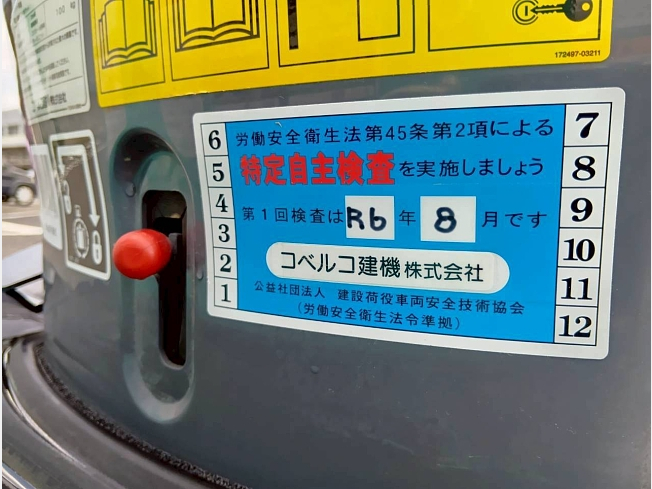 100 kg
172497-03211
労働安全衛生法第45条第2項による
特定自主検査を実施しましょう
第1回検査はR6年8月です
コベルコ建機株式会社
公益社団法人 建設荷役車両安全技術協会
(労働安全衛生法令準拠)
6
5
4
3
2
1
7
8
9
10
11
12